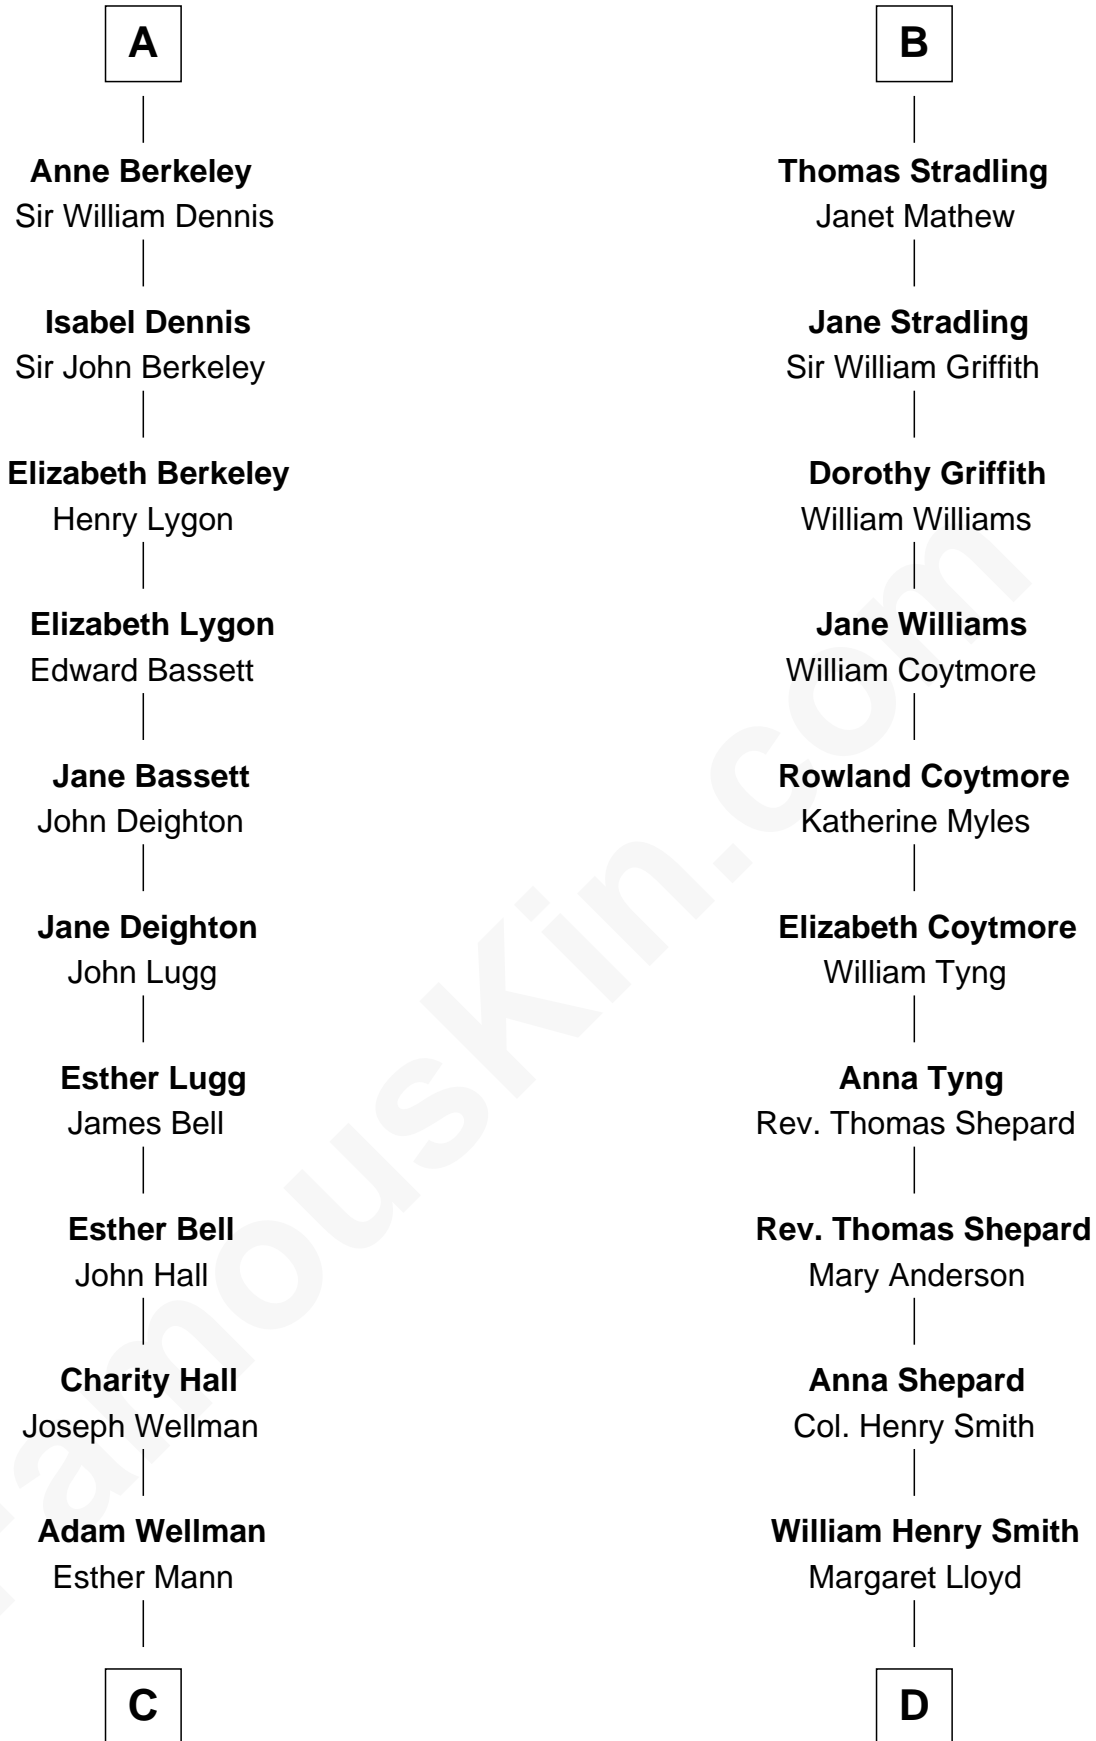 A
Anne Berkeley
Sir William Dennis
Isabel Dennis
Sir John Berkeley
Elizabeth Berkeley
Henry Lygon
Elizabeth Lygon
Edward Bassett
Jane Bassett
John Deighton
Jane Deighton
John Lugg
Esther Lugg
James Bell
Esther Bell
John Hall
Charity Hall
Joseph Wellman
Adam Wellman
Esther Mann
C
B
Thomas Stradling
Janet Mathew
Jane Stradling
Sir William Griffith
Dorothy Griffith
William Williams
Jane Williams
William Coytmore
Rowland Coytmore
Katherine Myles
Elizabeth Coytmore
William Tyng
Anna Tyng
Rev. Thomas Shepard
Rev. Thomas Shepard
Mary Anderson
Anna Shepard
Col. Henry Smith
William Henry Smith
Margaret Lloyd
D
FamousKin.com